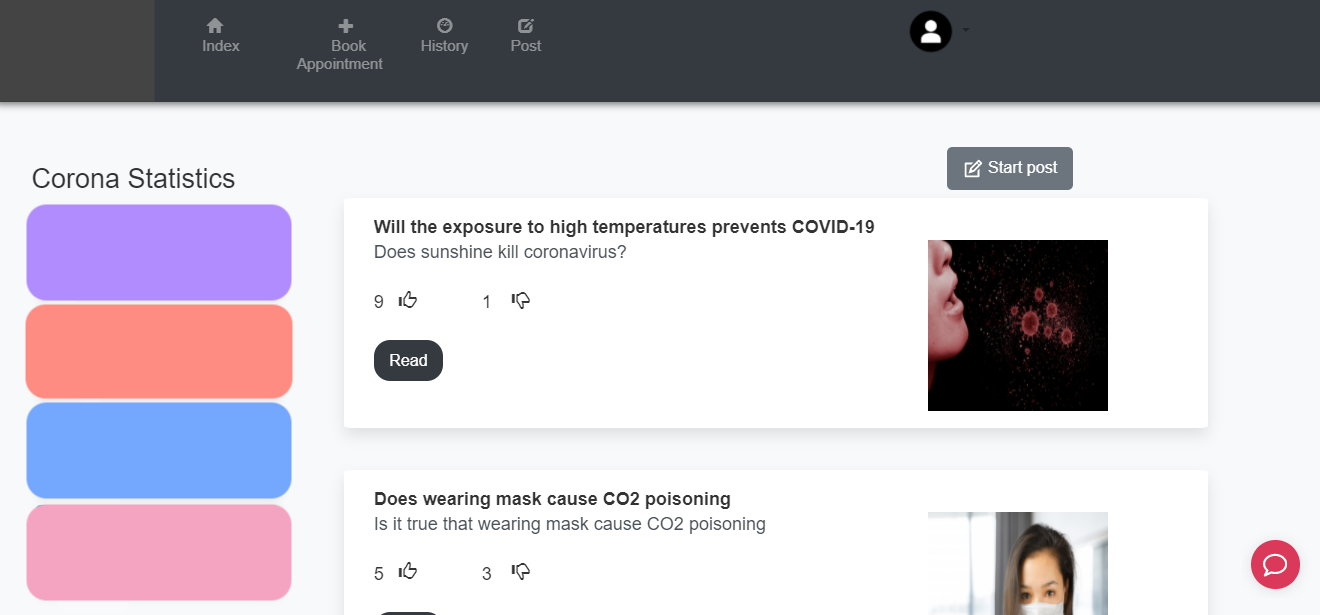 Index
Book
Appointment
History
Post
Start post
Corona Statistics
Will the exposure to high temperatures prevents COVID-19
Does sunshine kill coronavirus?
9
1
Read
Does wearing mask cause CO2 poisoning
Is it true that wearing mask cause CO2 poisoning
5
3